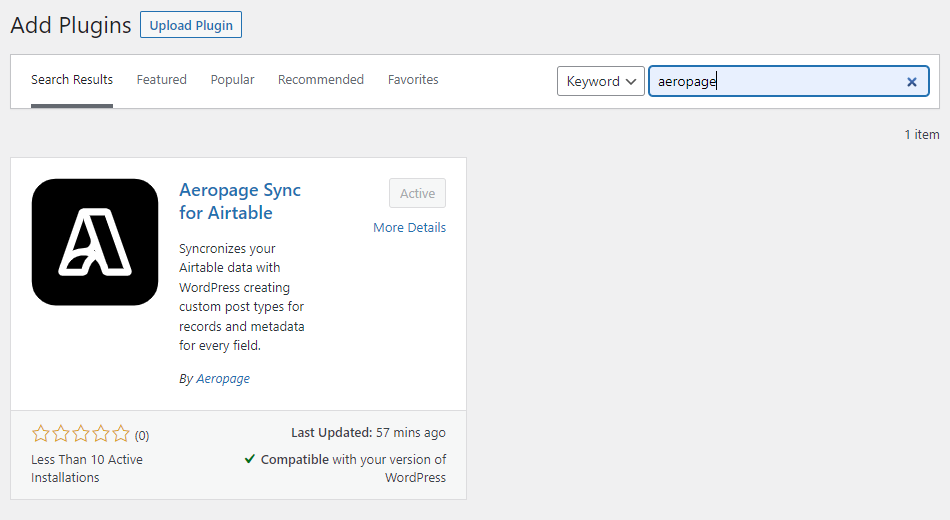 Add Plugins Upload Plugin
Search Results Featured Popular Recommended Favorites Keyword aeropage
1 item
Aeropage Sync
for Airtable
Active
More Details
Syncronizes your
Airtable data with
WordPress creating
custom post types for
records and metadata
for every field.
By Aeropage
(0)
Less Than 10 Active
Installations
Last Updated: 57 mins ago
Compatible with your version of
WordPress